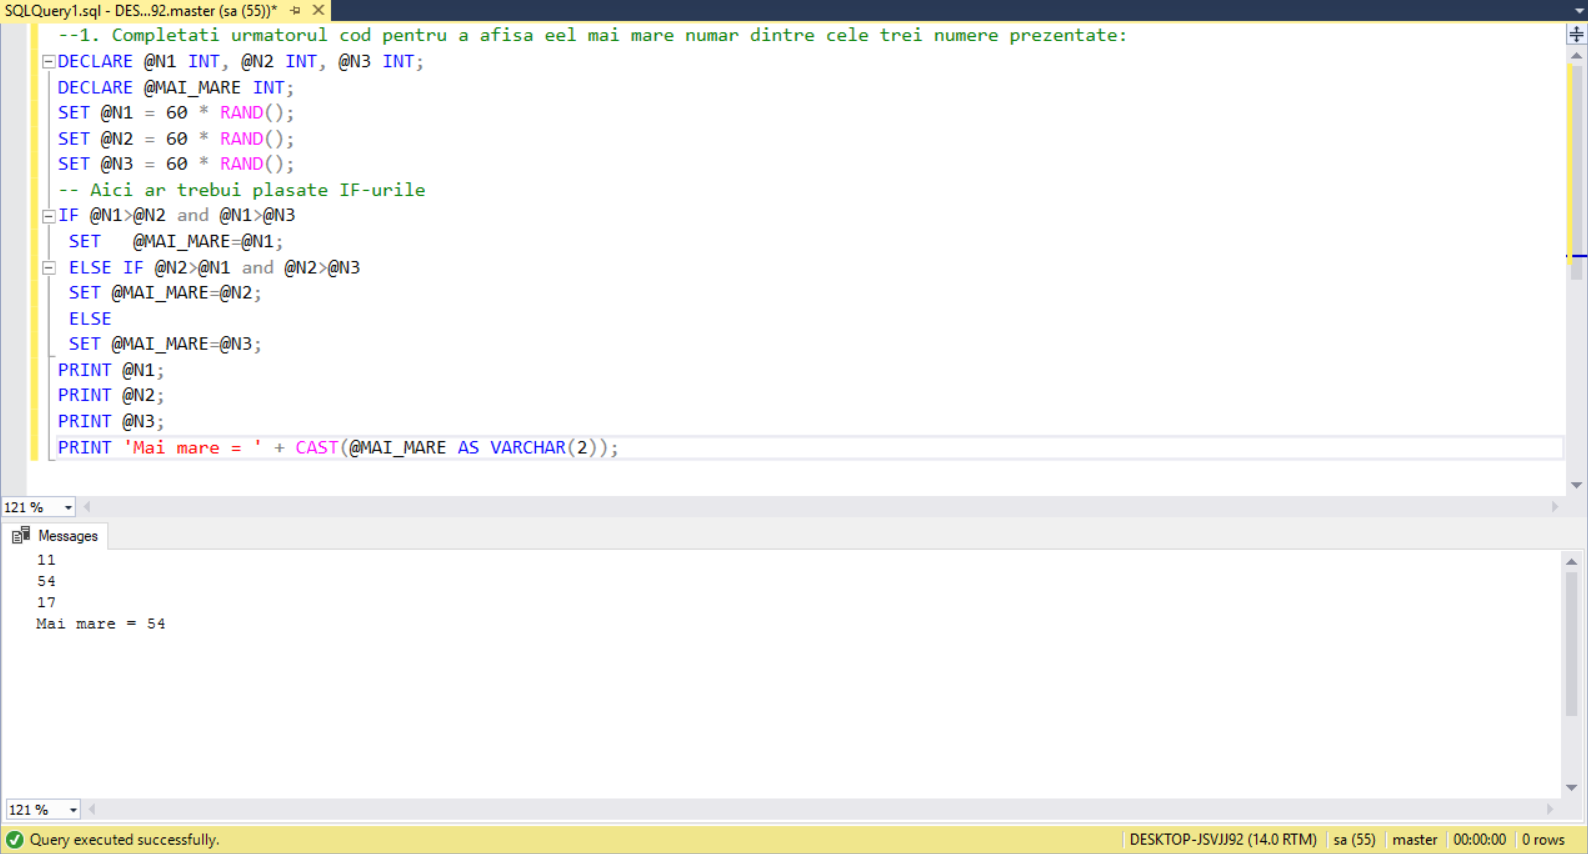 SQLQuery1.sql - DES...92.master (sa (55))*
--1. Completati urmatorul cod pentru a afisa eel mai mare numar dintre cele trei numere prezentate:
DECLARE @N1 INT, @N2 INT, @N3 INT;
DECLARE @MAI_MARE INT;
SET @N1 = 60 * RAND();
SET @N2 = 60 * RAND();
SET @N3 = 60 * RAND();
-- Aici ar trebui plasate IF-urile
IF @N1>@N2 and @N1>@N3
SET   @MAI_MARE=@N1;
ELSE IF @N2>@N1 and @N2>@N3
SET @MAI_MARE=@N2;
ELSE
SET @MAI_MARE=@N3;
PRINT @N1;
PRINT @N2;
PRINT @N3;
PRINT 'Mai mare = ' + CAST(@MAI_MARE AS VARCHAR(2));
121 %
Messages
11
54
17
Mai mare = 54
121 %
Query executed successfully. DESKTOP-JSVJJ92 (14.0 RTM) sa (55) master 00:00:00 0 rows